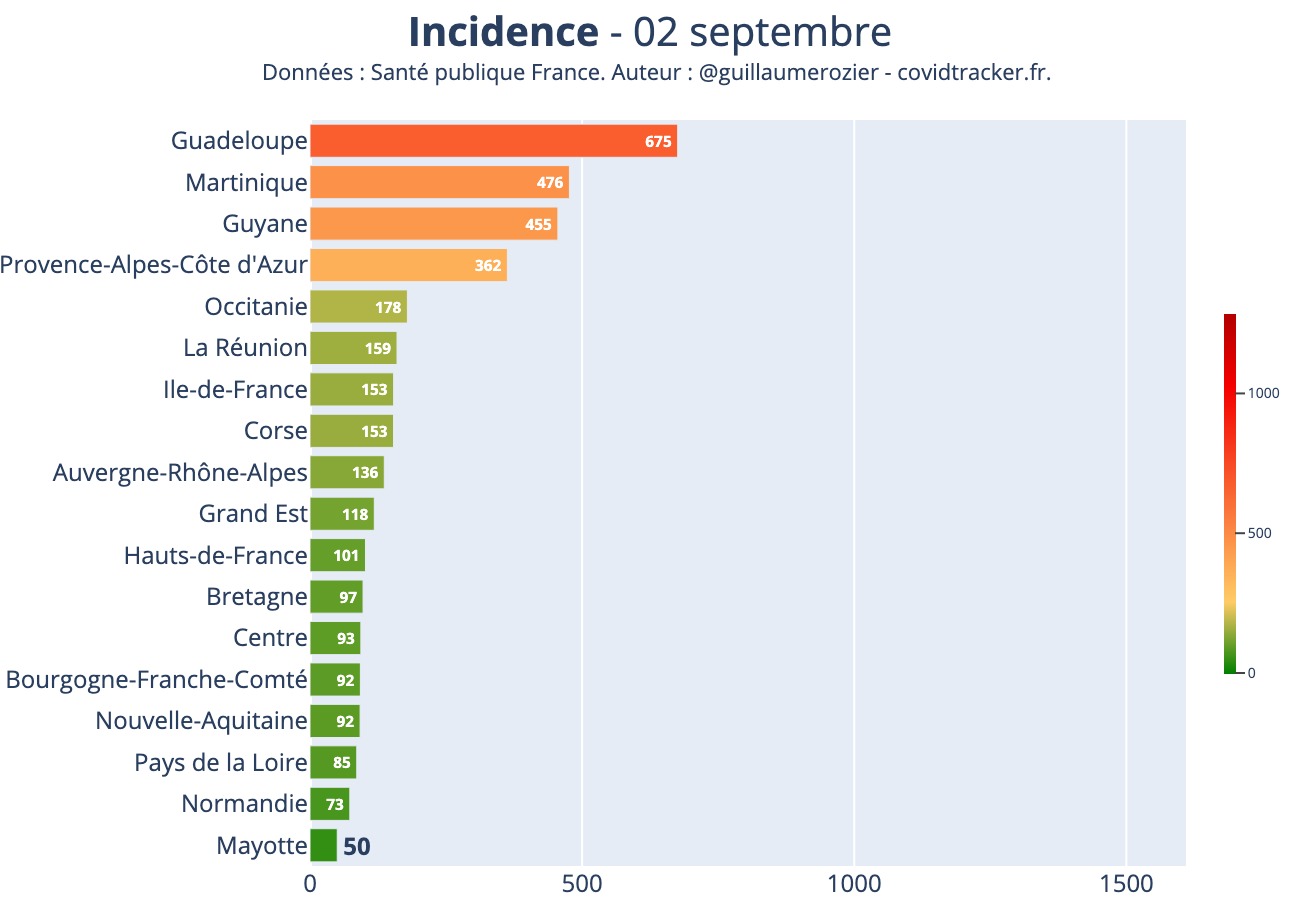 Incidence - 02 septembre
Données : Santé publique France. Auteur : @guillaumerozier - covidtracker.fr.
Guadeloupe 675
Martinique 476
Guyane 455
Provence-Alpes-Côte d'Azur 362
Occitanie 178
La Réunion 159
Ile-de-France 153
Corse 153
Auvergne-Rhône-Alpes 136
Grand Est 118
Hauts-de-France 101
Bretagne 97
Centre 93
Bourgogne-Franche-Comté 92
Nouvelle-Aquitaine 92
Pays de la Loire 85
Normandie 73
Mayotte 50
0 500 1000 1500
1000
500
0